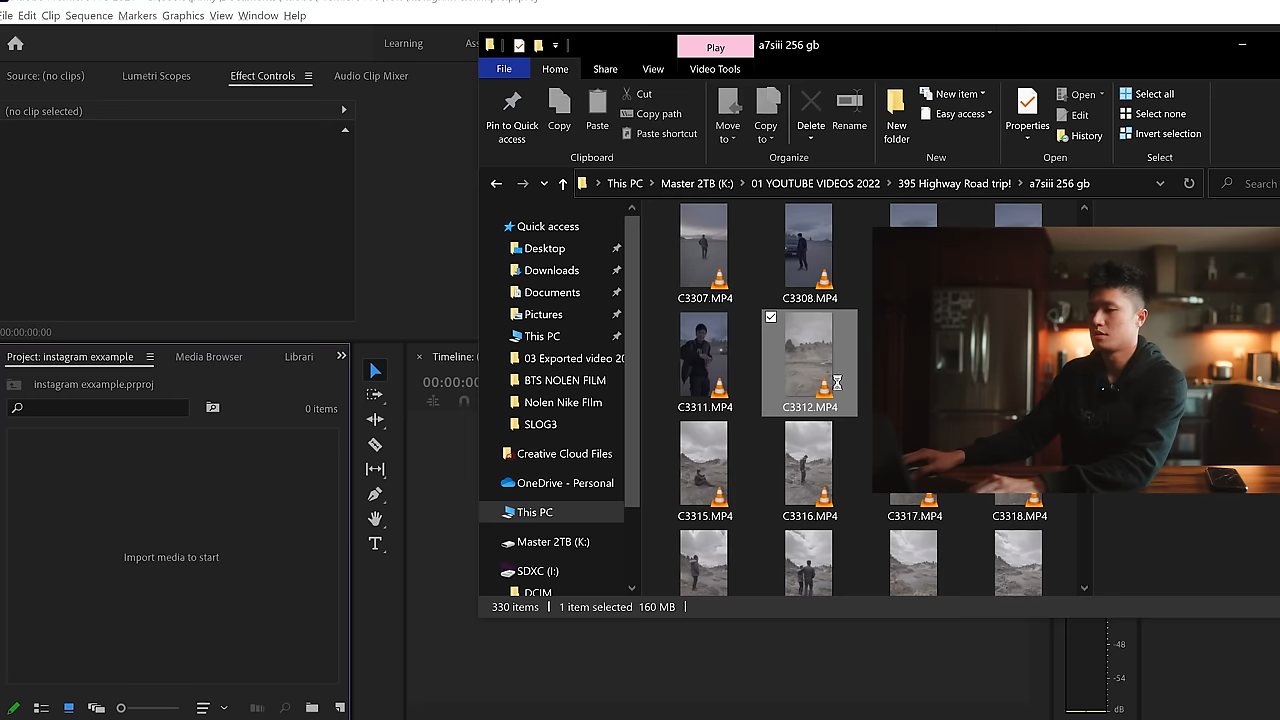 File Edit Clip Sequence Markers Graphics View Window Help
Learning
Source: (no clips)
Lumetri Scopes
Effect Controls
Audio Clip Mixer
(no clip selected)
00:00:00:00
Project: instagram exxample
Media Browser
Librari
instagram exxample.prproj
0 items
Import media to start
Timeline: (
00:00:00
Play
a7siii 256 gb
File
Home
Share
View
Video Tools
Pin to Quick access
Copy
Paste
Cut
Copy path
Paste shortcut
Clipboard
Move to
Copy to
Delete
Rename
Organize
New folder
New item
Easy access
New
Properties
Open
Edit
History
Open
Select all
Select none
Invert selection
Select
This PC
Master 2TB (K:)
01 YOUTUBE VIDEOS 2022
395 Highway Road trip!
a7siii 256 gb
Search
Quick access
Desktop
Downloads
Documents
Pictures
This PC
03 Exported video 20
BTS NOLEN FILM
Nolen Nike FIlm
SLOG3
Creative Cloud Files
OneDrive - Personal
This PC
Master 2TB (K:)
SDXC (I:)
DCIM
C3307.MP4
C3308.MP4
C3311.MP4
C3312.MP4
C3315.MP4
C3316.MP4
C3317.MP4
C3318.MP4
330 items
1 item selected 160 MB
-48
-54
dB